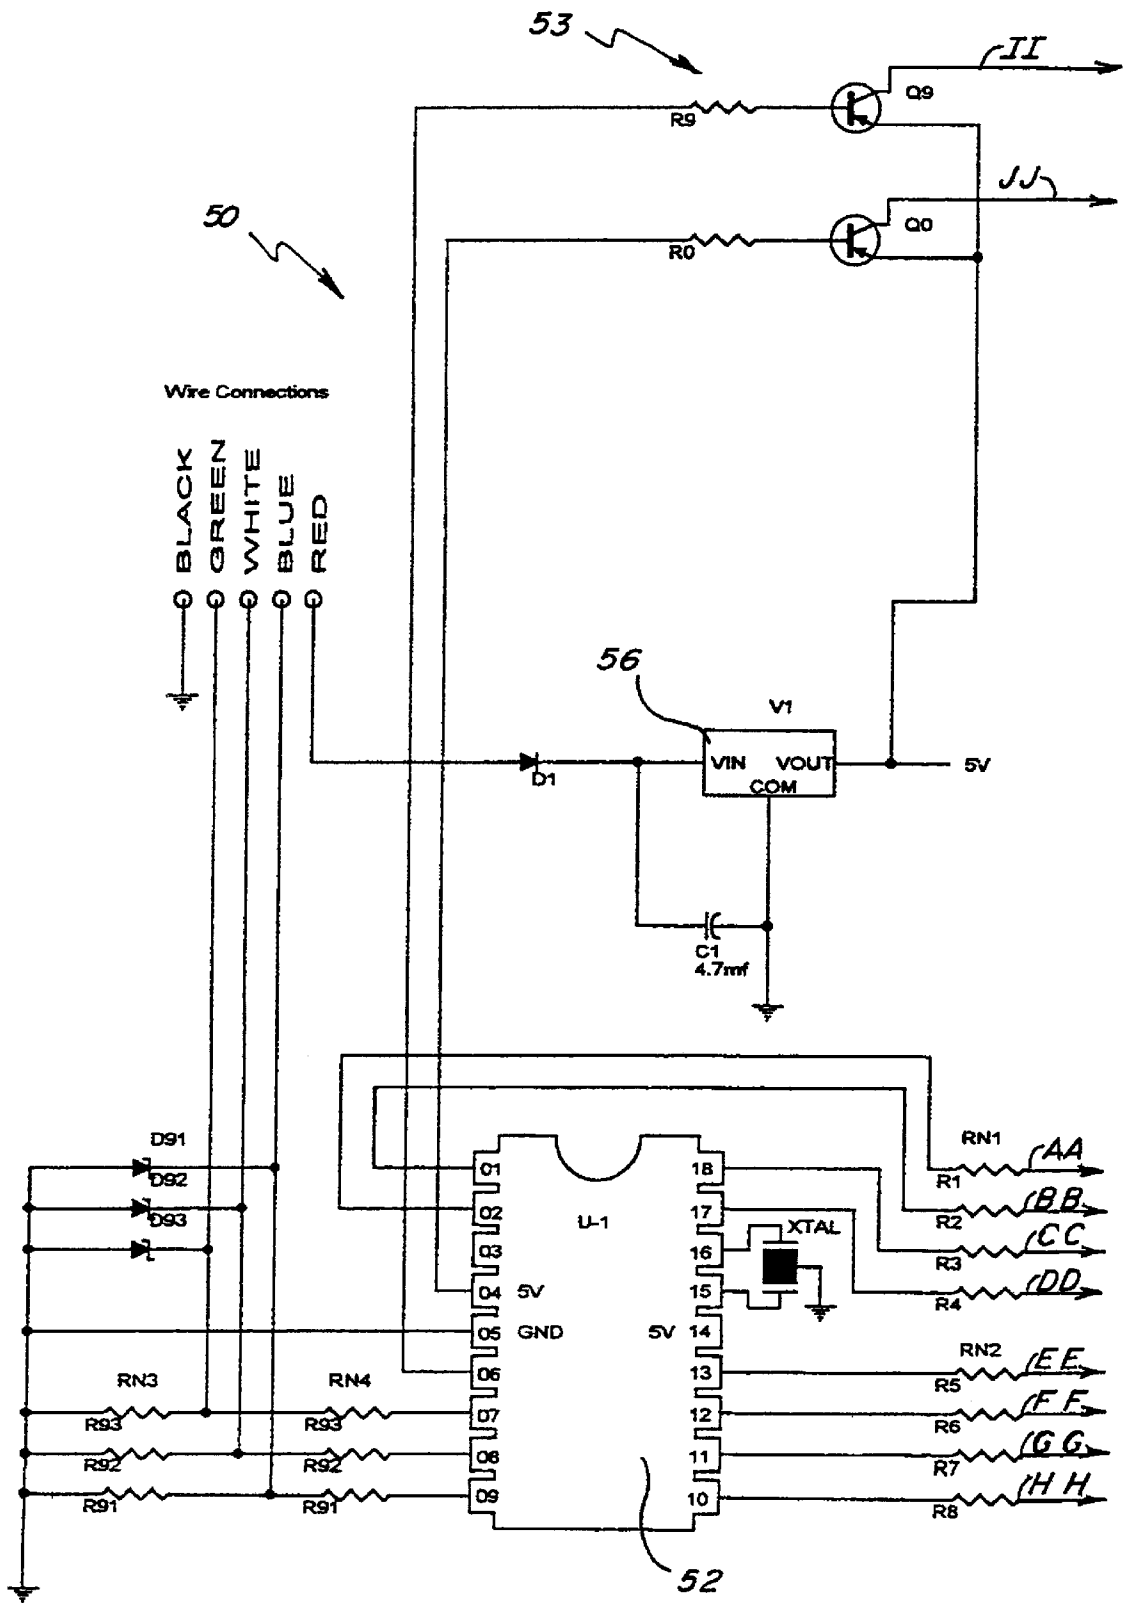 53
II
Q9
R9
JJ
50
Q0
R0
Wire Connections
BLACK
GREEN
WHITE
BLUE
RED
56
V1
VIN
VOUT
5V
COM
D1
C1
4.7mf
D91
D92
D93
RN1
AA
R1
BB
R2
CC
R3
DD
R4
RN2
EE
R5
FF
R6
GG
R7
HH
R8
XTAL
U-1
01
02
03
04 5V
05 GND
06
07
08
09
18
17
16
15
5V 14
13
12
11
10
RN3
RN4
R93
R93
R92
R92
R91
R91
52